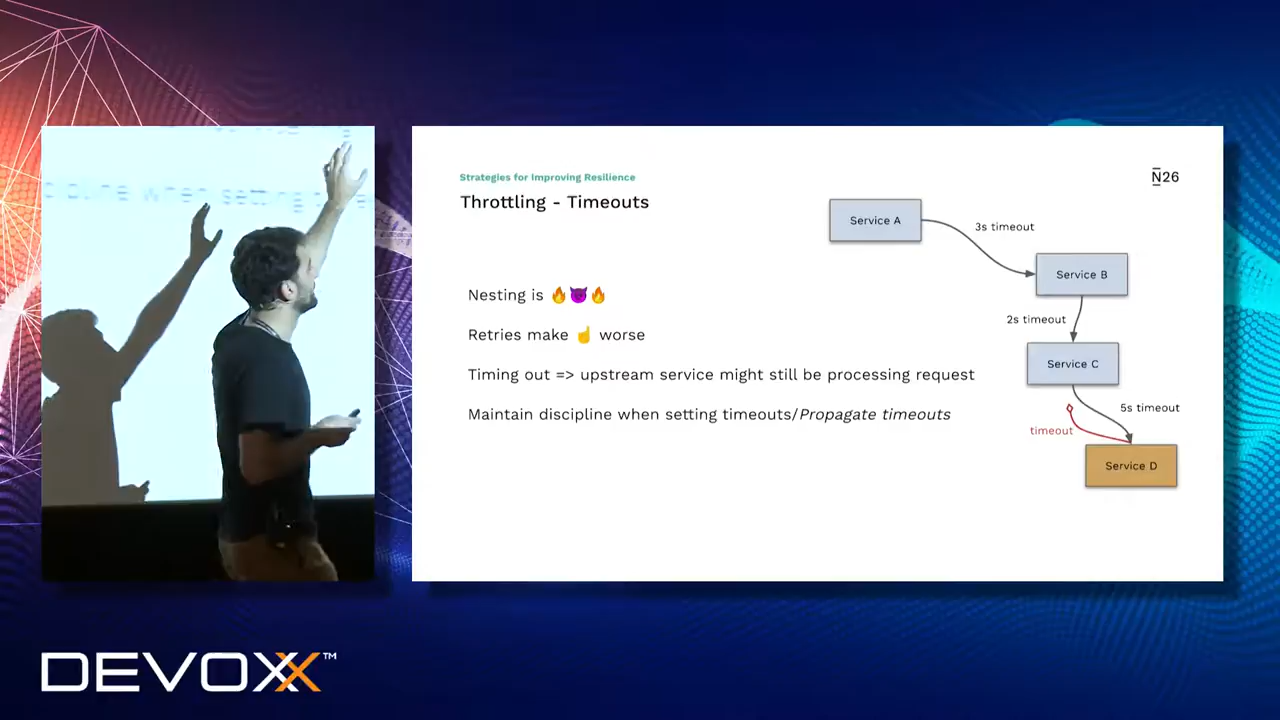 Strategies for Improving Resilience
N26
Throttling - Timeouts
Service A
3s timeout
Service B
Nesting is 🔥😈🔥
2s timeout
Retries make ☝️ worse
Service C
Timing out => upstream service might still be processing request
5s timeout
Maintain discipline when setting timeouts/Propagate timeouts
timeout
Service D
DEVOXX™